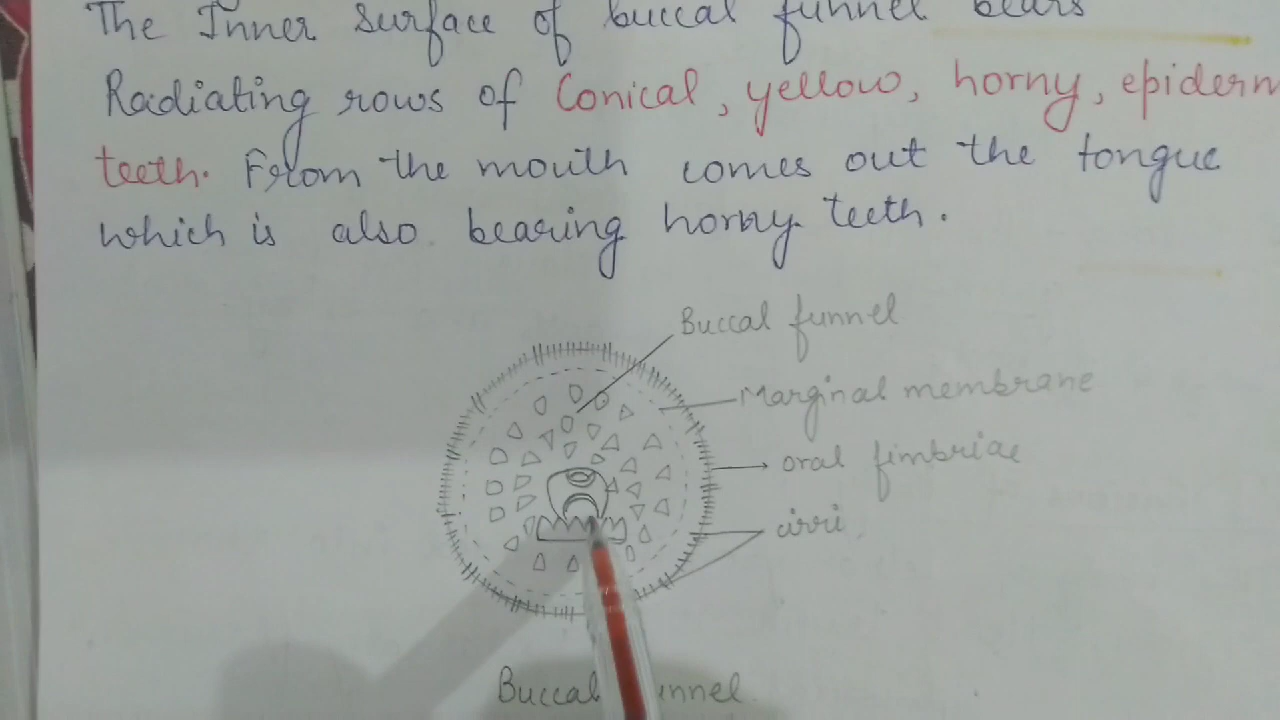 The Inner surface of buccal funnel bears
Radiating rows of Conical, yellow, horny, epiderm
teeth. From the mouth comes out the tongue
which is also bearing horny teeth.
Buccal funnel
Marginal membrane
oral fimbriae
cirri
Buccal unnel